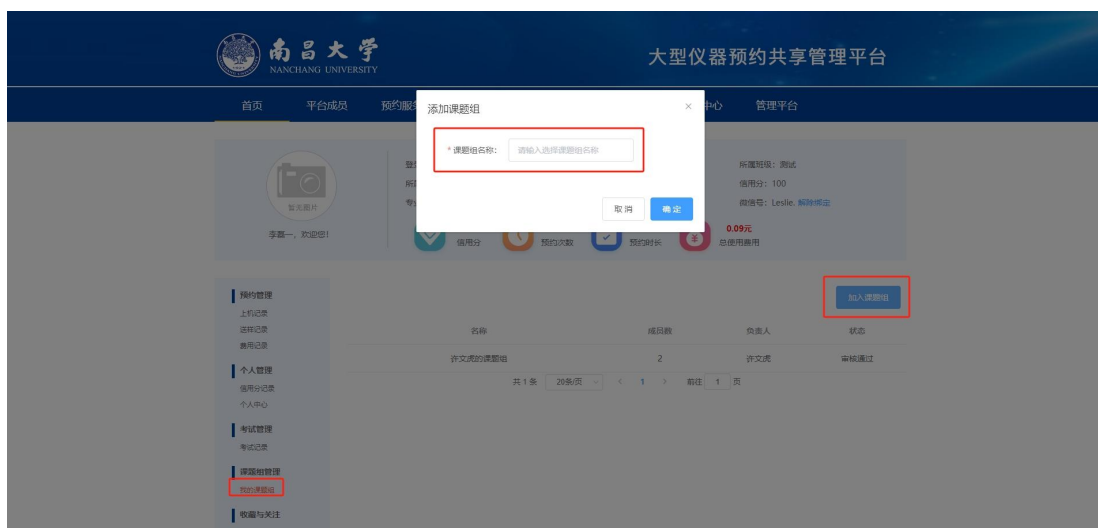 南昌大学
NANCHANG UNIVERSITY
大型仪器预约共享管理平台
首页 平台成员 预约服务 中心 管理平台
添加课题组 ×
* 课题组名称: 请输入选择课题组名称
取消 确定
暂无图片
李磊一，欢迎您!
登
所
专
所属班级: 测试
信用分: 100
微信号: Leslie. 解除绑定
信用分 预约次数 预约时长 0.09元
总使用费用
加入课题组
预约管理
上机记录
送样记录
费用记录
个人管理
信用分记录
个人中心
考试管理
考试记录
课题组管理
我的课题组
收藏与关注
名称 成员数 负责人 状态
许文虎的课题组 2 许文虎 审核通过
共 1 条 20条/页 < 1 > 前往 1 页